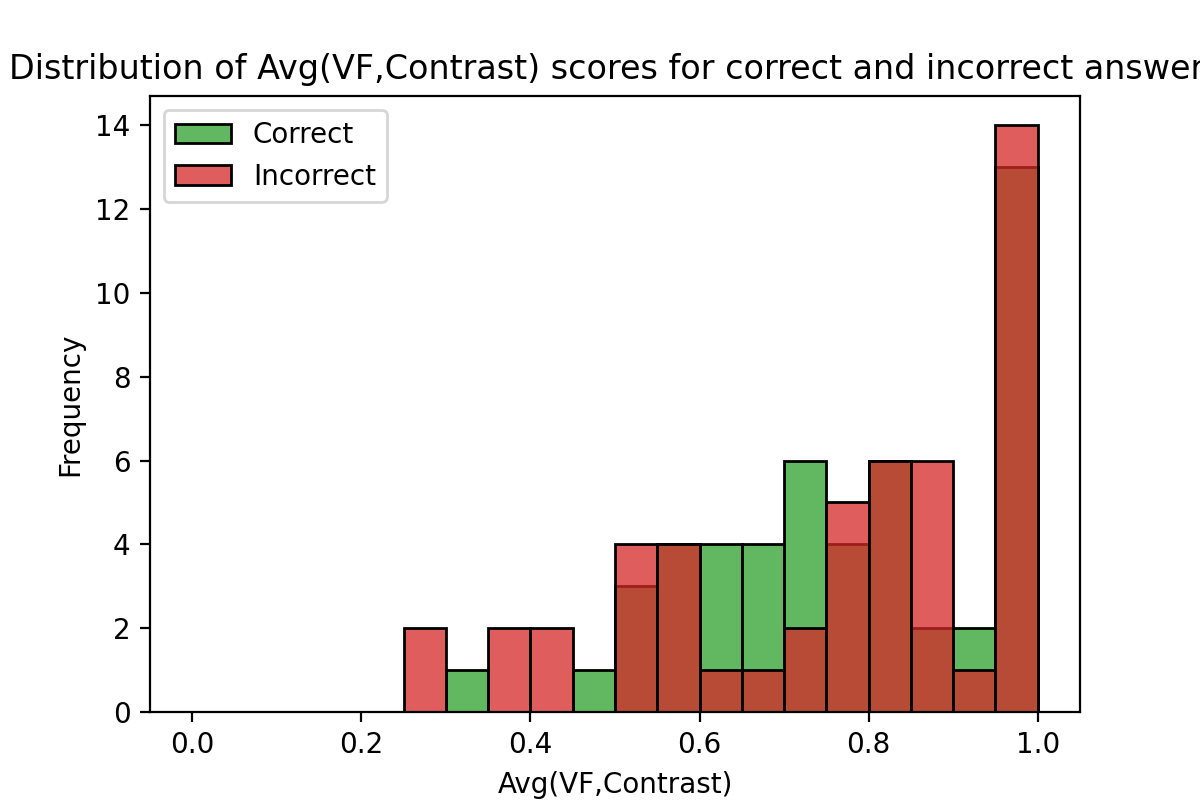 Distribution of Avg(VF,Contrast) scores for correct and incorrect answer
Correct
Incorrect
14
12
10
8
6
4
2
0
Frequency
0.0 0.2 0.4 0.6 0.8 1.0
Avg(VF,Contrast)